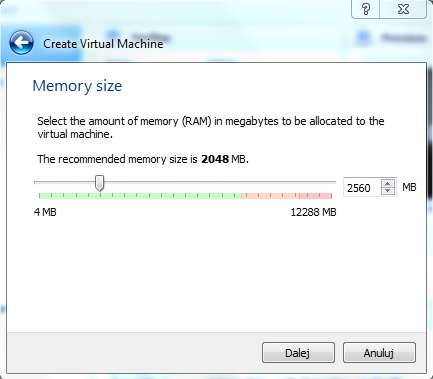 Create Virtual Machine
Memory size
Select the amount of memory (RAM) in megabytes to be allocated to the
virtual machine.
The recommended memory size is 2048 MB.
2560 MB
4 MB 12288 MB
Dalej Anuluj